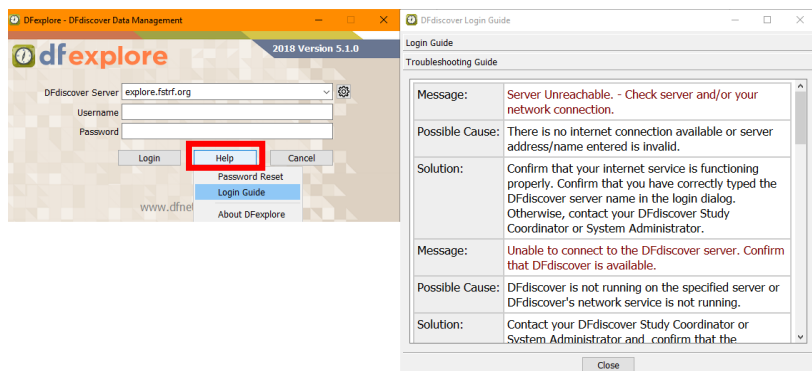 DFexplore - DFdiscover Data Management
dfexplore
2018 Version 5.1.0
DFdiscover Server explore.fstrf.org
Username
Password
Login Help Cancel
Password Reset
Login Guide
www.dfnet
About DFexplore
DFdiscover Login Guide
Login Guide
Troubleshooting Guide
Message: Server Unreachable. - Check server and/or your
network connection.
Possible Cause: There is no internet connection available or server
address/name entered is invalid.
Solution: Confirm that your internet service is functioning
properly. Confirm that you have correctly typed the
DFdiscover server name in the login dialog.
Otherwise, contact your DFdiscover Study
Coordinator or System Administrator.
Message: Unable to connect to the DFdiscover server. Confirm
that DFdiscover is available.
Possible Cause: DFdiscover is not running on the specified server or
DFdiscover's network service is not running.
Solution: Contact your DFdiscover Study Coordinator or
System Administrator and confirm that the
Close